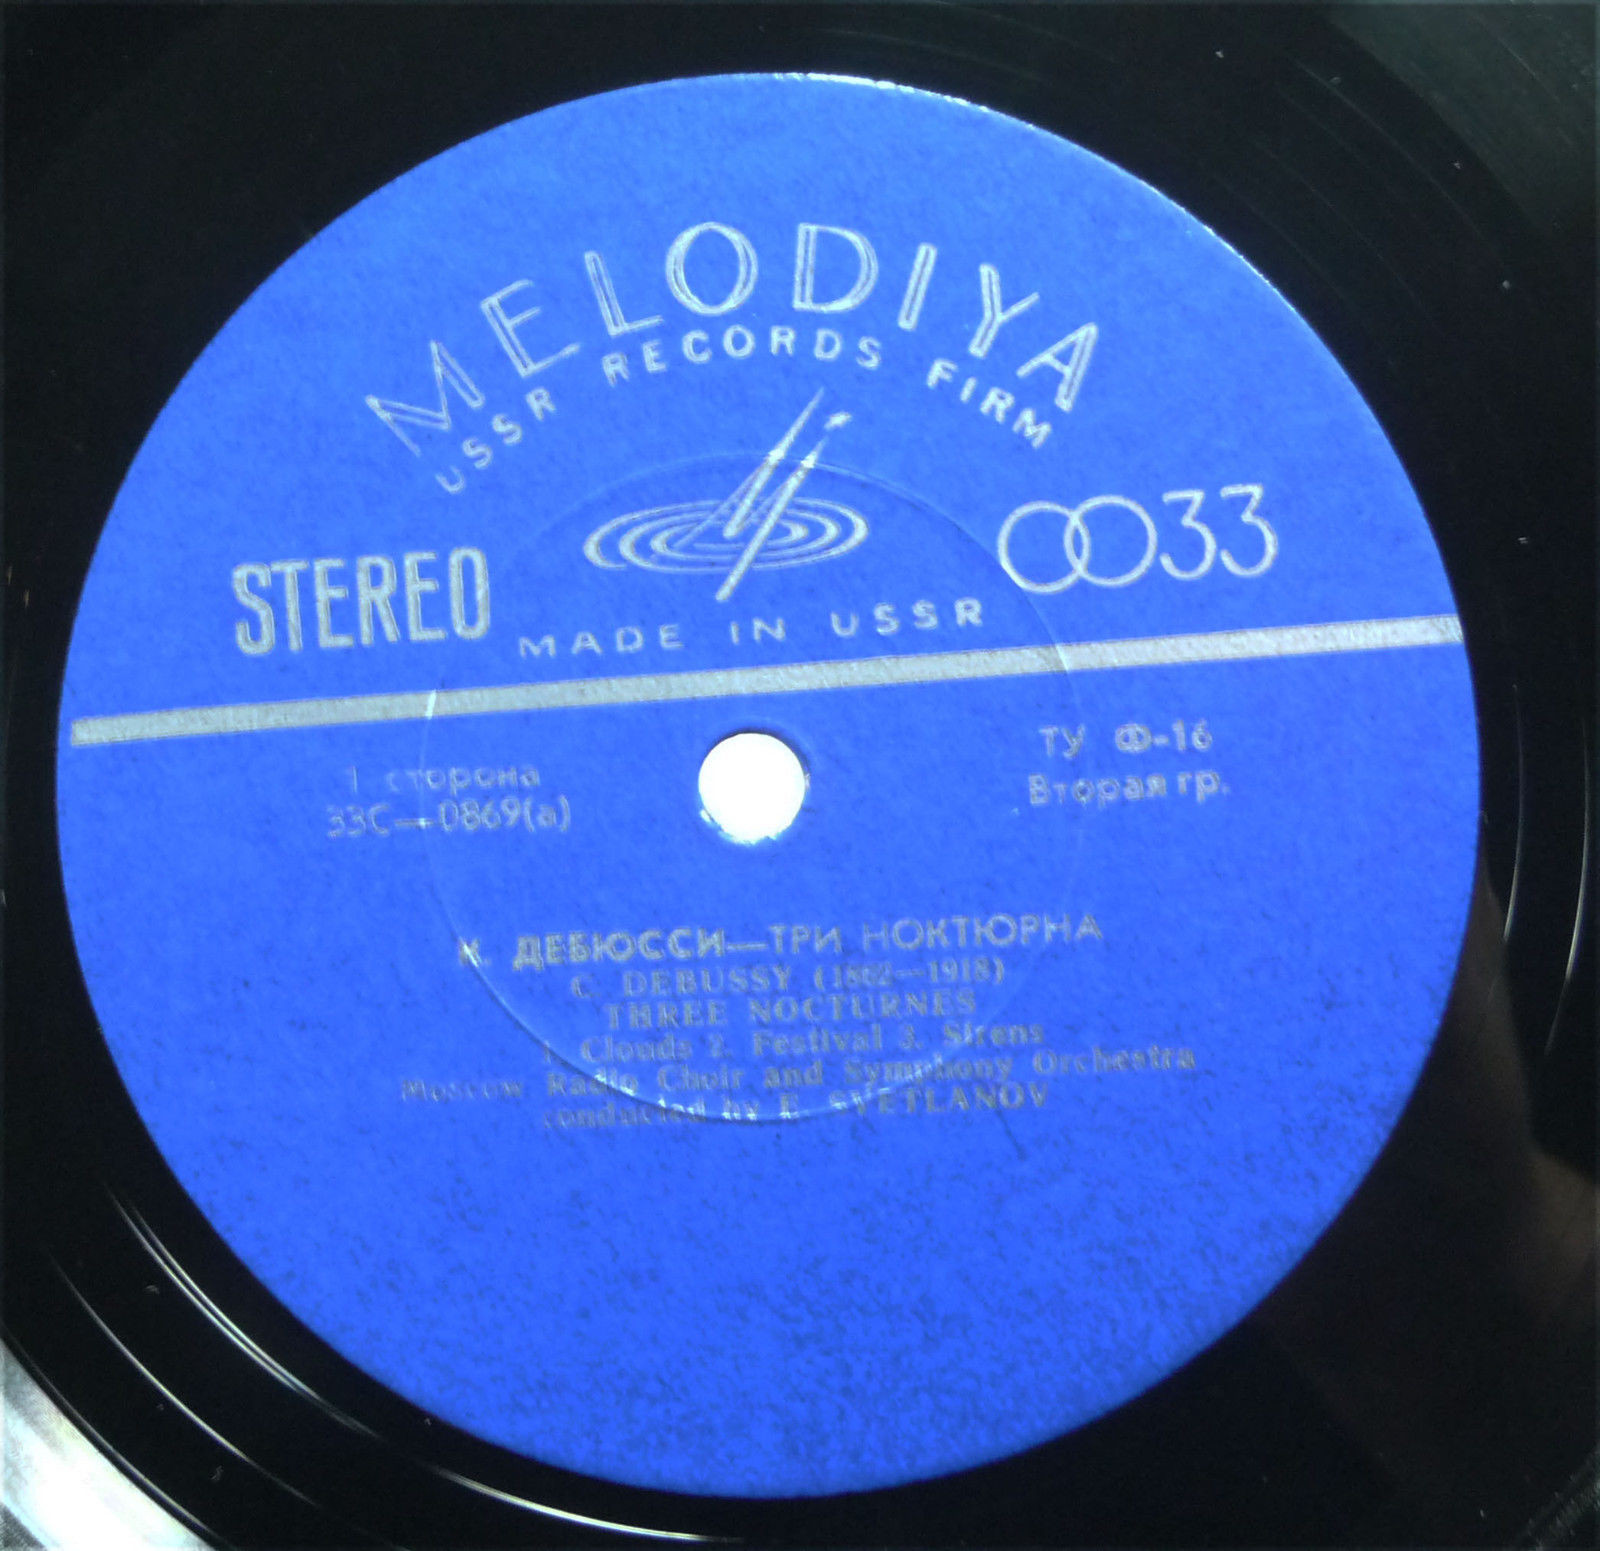 MELODIYA
USSR RECORDS FIRM
STEREO
33
MADE IN USSR
1 сторона
33С—0869(а)
ТУ Ф-16
Вторая гр.
К. ДЕБЮССИ—ТРИ НОКТЮРНА
C. DEBUSSY (1862—1918)
THREE NOCTURNES
1. Clouds 2. Festival 3. Sirens
Moscow Radio Choir and Symphony Orchestra
conducted by E. SVETLANOV